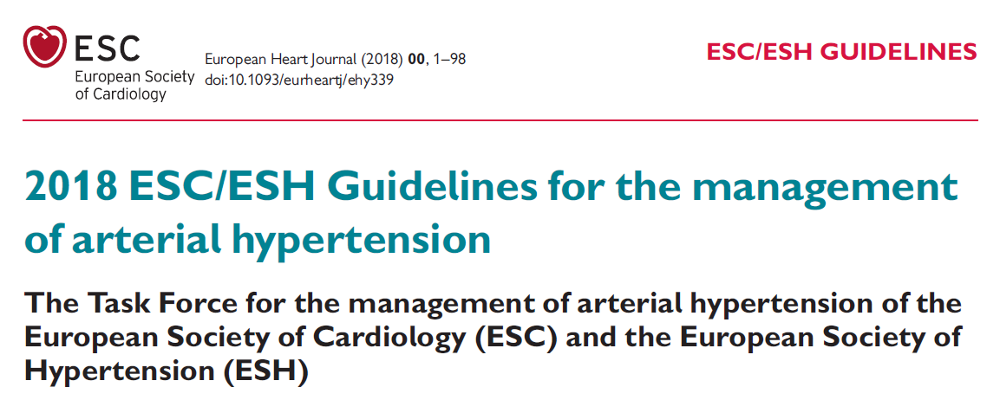 ESC
European Society
of Cardiology
European Heart Journal (2018) 00, 1–98
doi:10.1093/eurheartj/ehy339
ESC/ESH GUIDELINES
2018 ESC/ESH Guidelines for the management
of arterial hypertension
The Task Force for the management of arterial hypertension of the
European Society of Cardiology (ESC) and the European Society of
Hypertension (ESH)